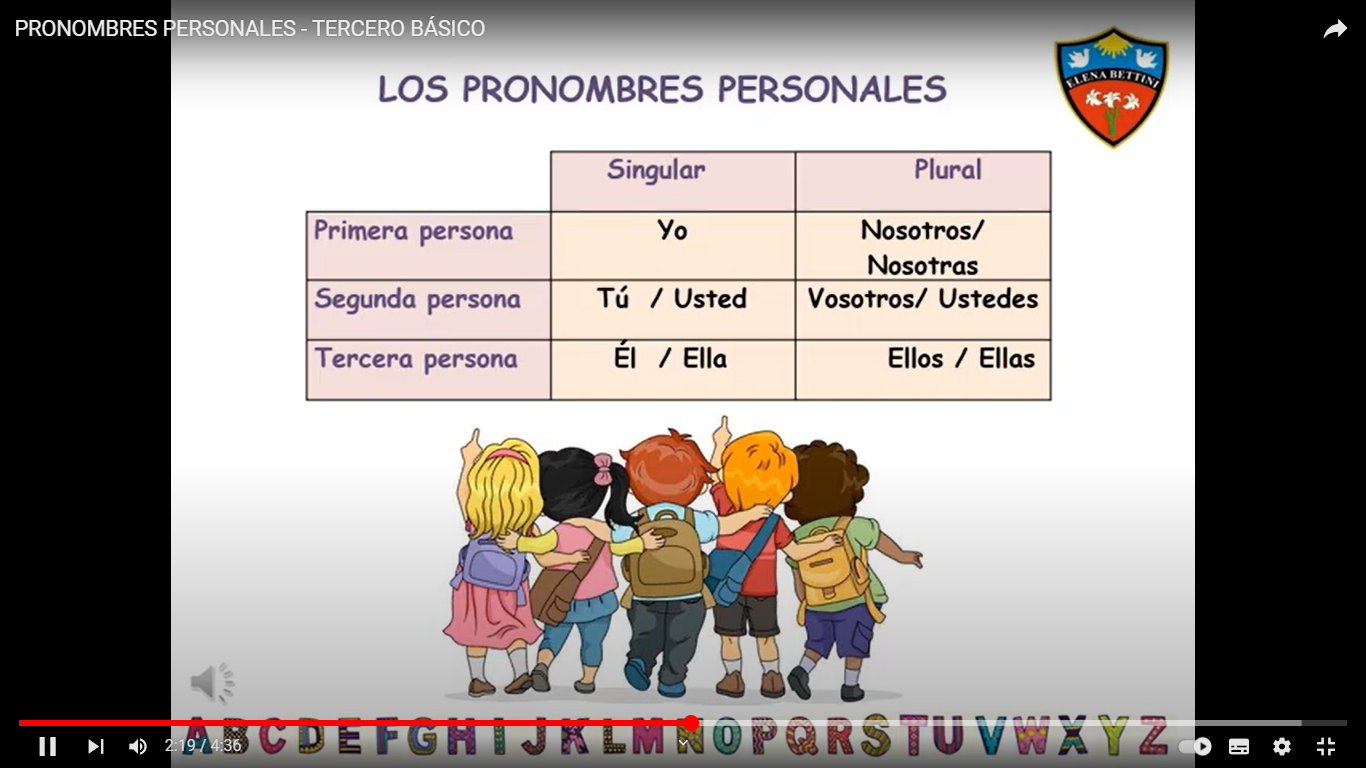 PRONOMBRES PERSONALES - TERCERO BÁSICO
ELENA BETTINI
LOS PRONOMBRES PERSONALES
Singular Plural
Primera persona Yo Nosotros/
Nosotras
Segunda persona Tú / Usted Vosotros/ Ustedes
Tercera persona Él / Ella Ellos / Ellas
A B C D E F G H I J K L M N O P Q R S T U V W X Y Z
2:19 / 4:36